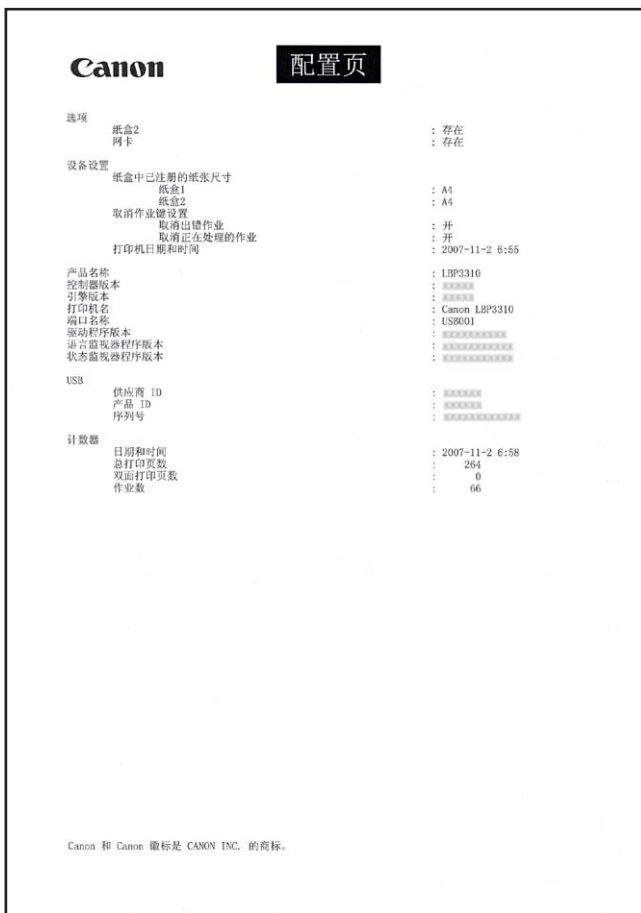 Canon
配置页
选项
纸盒2 : 存在
网卡 : 存在
设备设置
纸盒中已注册的纸张尺寸
纸盒1 : A4
纸盒2 : A4
取消作业键设置
取消出错作业 : 开
取消正在处理的作业 : 开
打印机日期和时间 : 2007-11-2 6:55
产品名称 : LBP3310
控制器版本 :
引擎版本 :
打印机名 : Canon LBP3310
端口名称 : USB001
驱动程序版本 :
语言监视器程序版本 :
状态监视器程序版本 :
USB
供应商 ID :
产品 ID :
序列号 :
计数器
日期和时间 : 2007-11-2 6:58
总打印页数 : 264
双面打印页数 : 0
作业数 : 66
Canon 和 Canon 徽标是 CANON INC. 的商标。